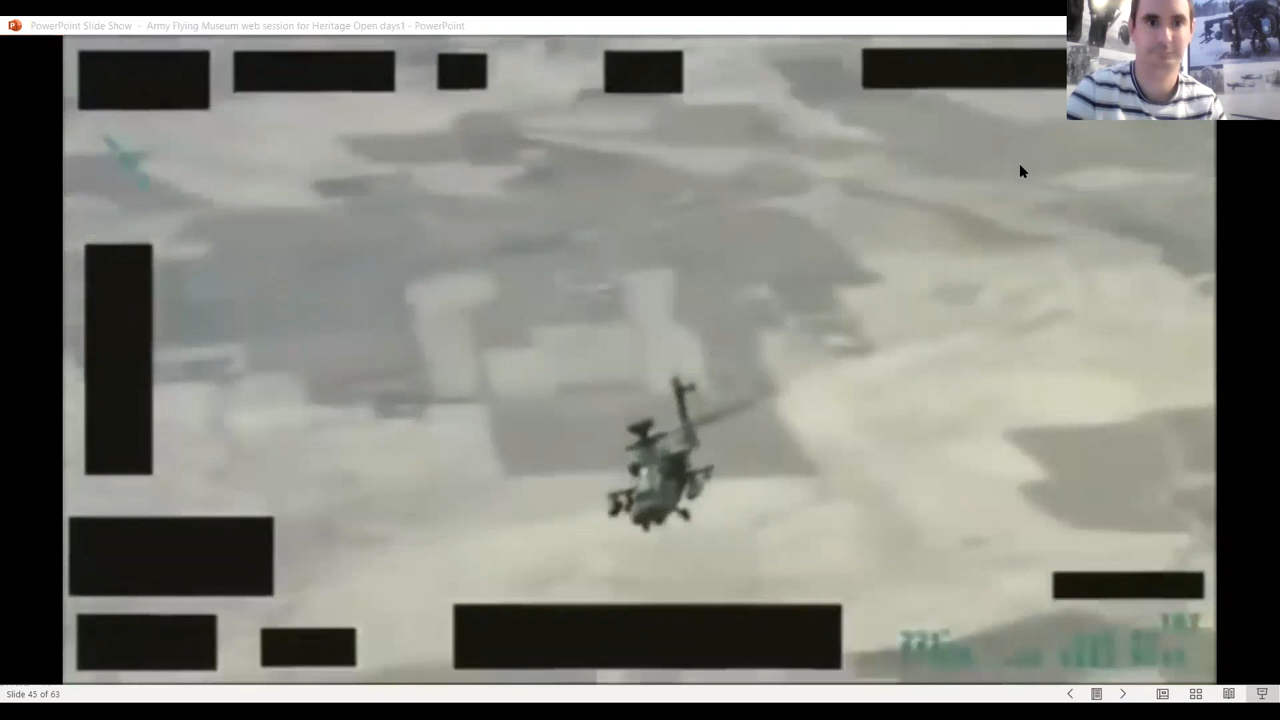 PowerPoint Slide Show - Army Flying Museum web session for Heritage Open days1 - PowerPoint
Slide 45 of 63